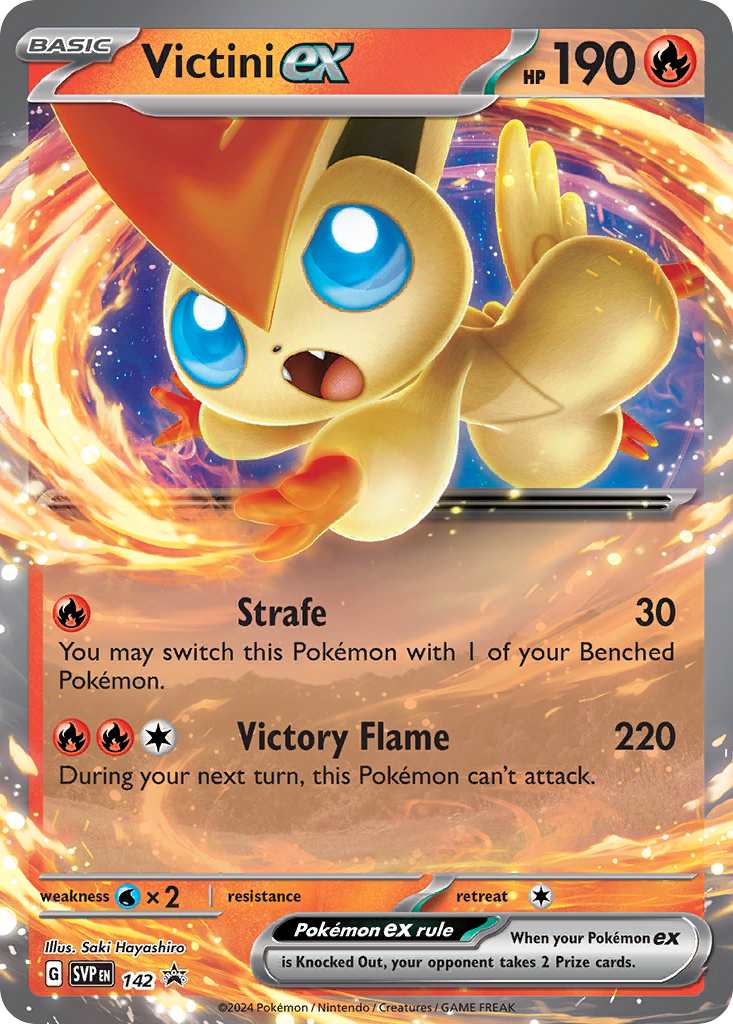 BASIC
Victini ex
HP 190
Strafe 30
You may switch this Pokémon with 1 of your Benched
Pokémon.
Victory Flame 220
During your next turn, this Pokémon can't attack.
weakness ×2 resistance retreat
Pokémon ex rule
When your Pokémon ex
is Knocked Out, your opponent takes 2 Prize cards.
Illus. Saki Hayashiro
G SVP EN 142 PROMO
©2024 Pokémon / Nintendo / Creatures / GAME FREAK